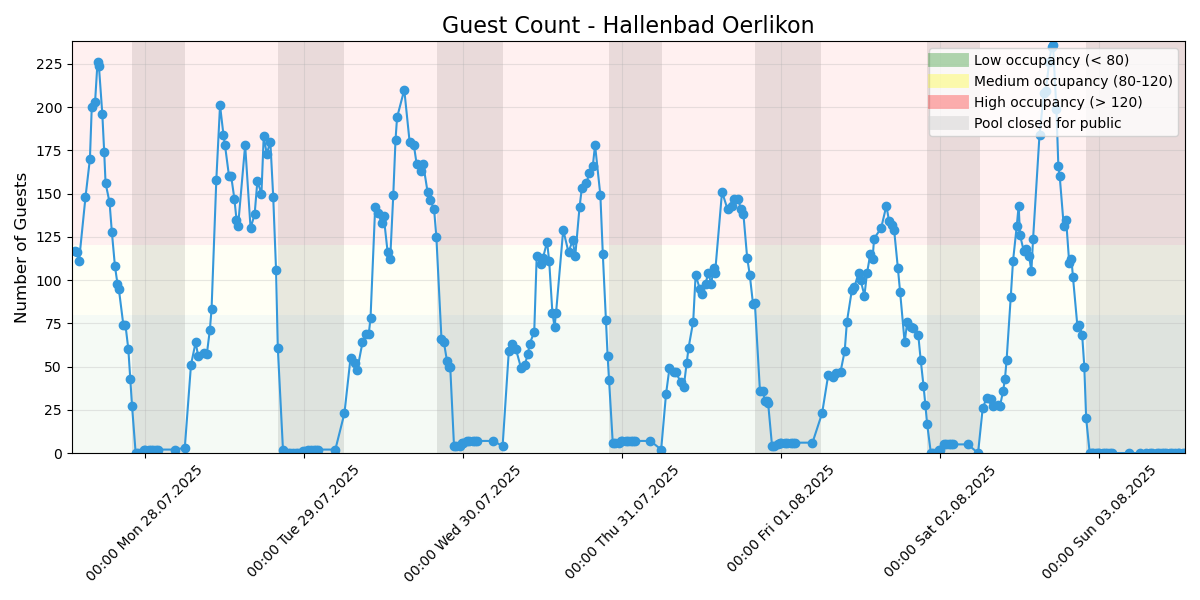 Guest Count - Hallenbad Oerlikon
Number of Guests
225
200
175
150
125
100
75
50
25
0
Low occupancy (< 80)
Medium occupancy (80-120)
High occupancy (> 120)
Pool closed for public
00:00 Mon 28.07.2025
00:00 Tue 29.07.2025
00:00 Wed 30.07.2025
00:00 Thu 31.07.2025
00:00 Fri 01.08.2025
00:00 Sat 02.08.2025
00:00 Sun 03.08.2025